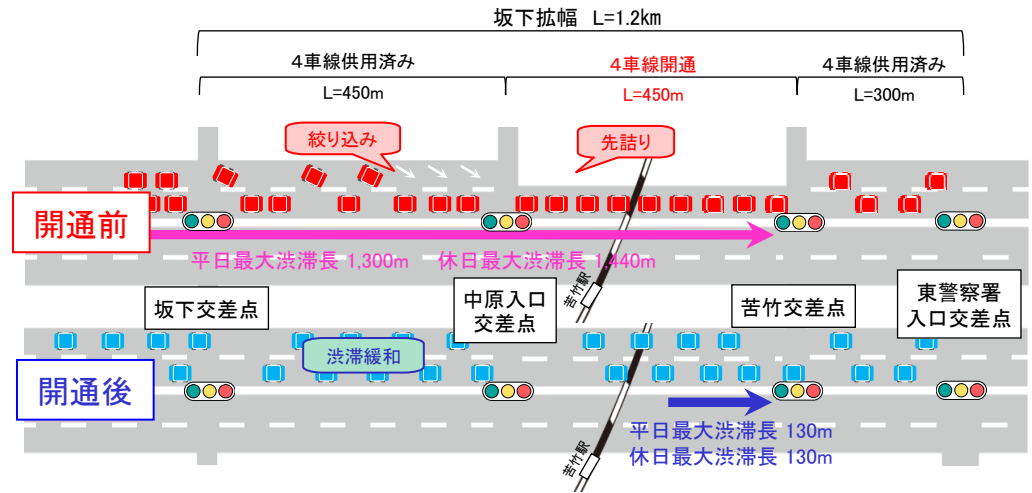 坂下拡幅 L=1.2km
4車線供用済み
4車線開通
4車線供用済み
L=450m
L=450m
L=300m
絞り込み
先詰り
開通前
平日最大渋滞長 1,300m 休日最大渋滞長 1,440m
苦竹駅
坂下交差点
中原入口
交差点
苦竹交差点
東警察署
入口交差点
渋滞緩和
開通後
平日最大渋滞長 130m
休日最大渋滞長 130m
苦竹駅